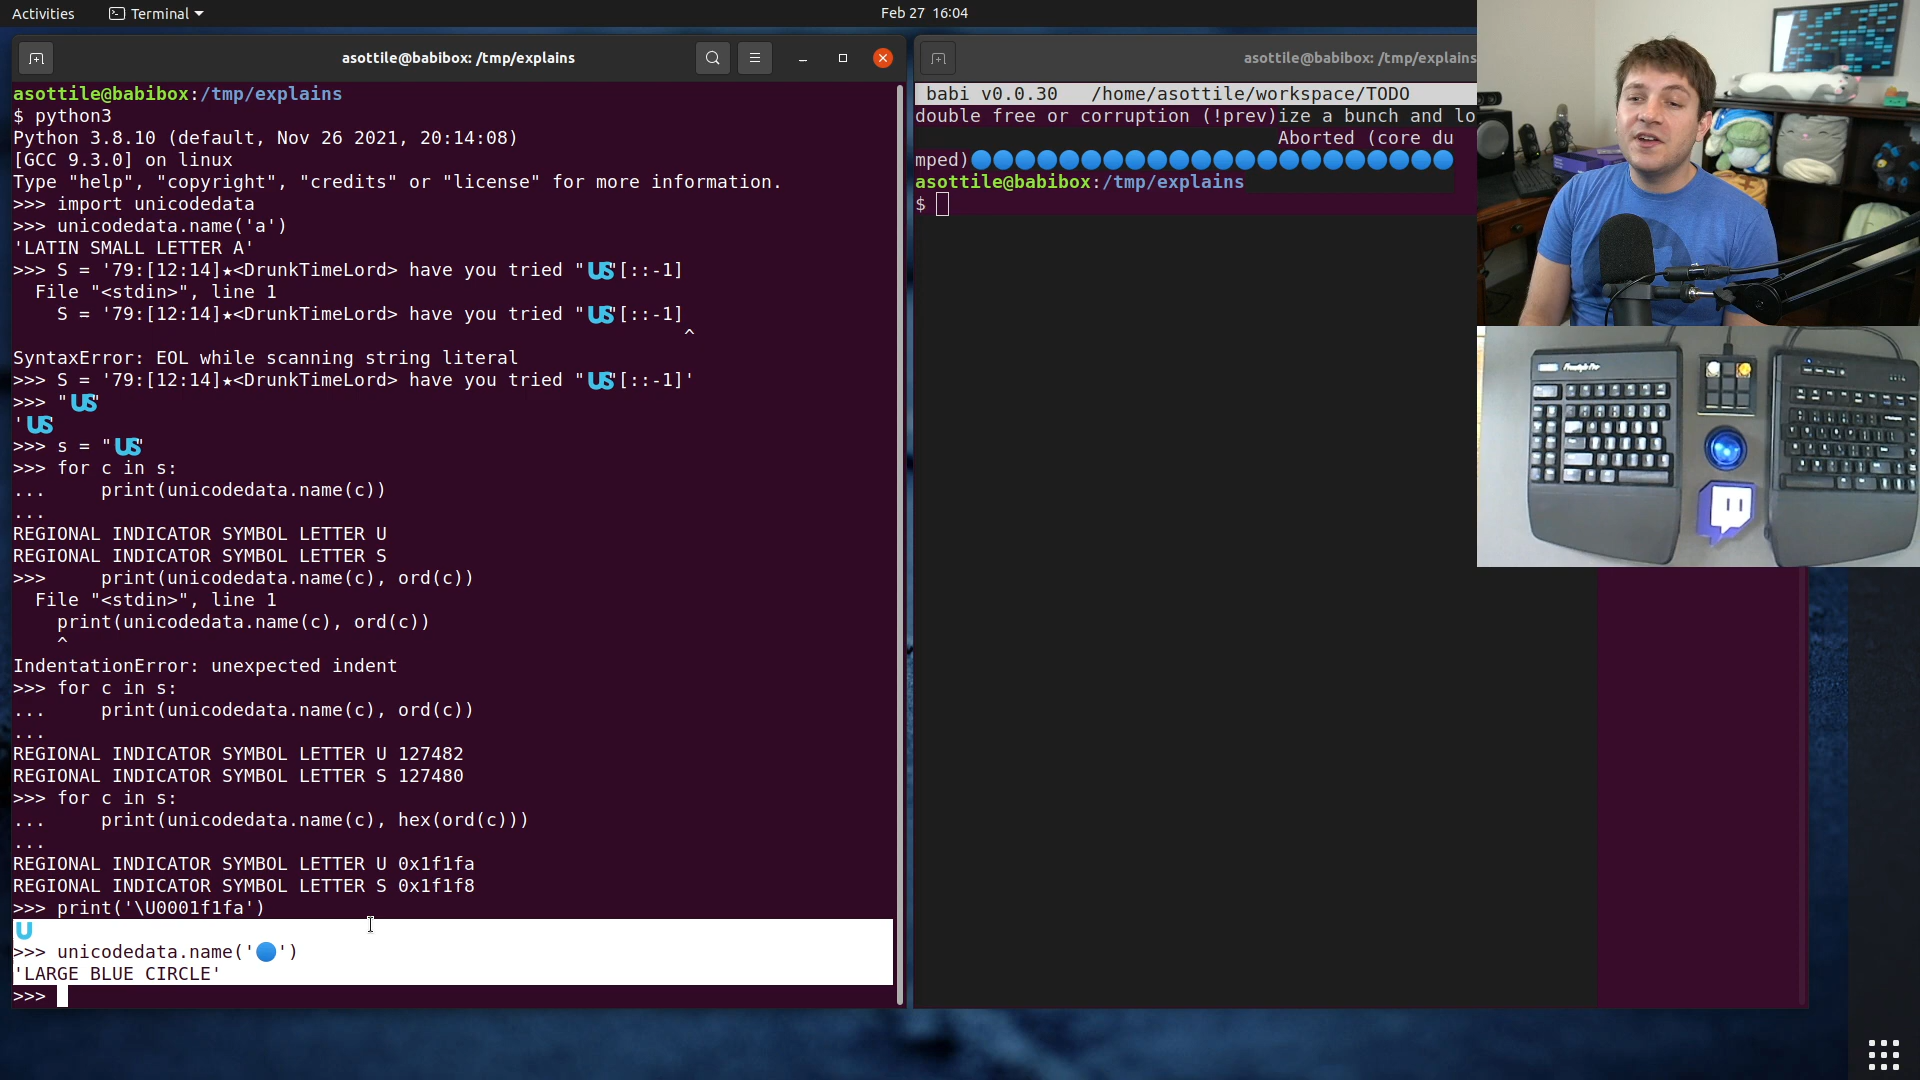 Activities
Terminal
Feb 27 16:04
asottile@babibox: /tmp/explains
asottile@babibox:/tmp/explains
$ python3
Python 3.8.10 (default, Nov 26 2021, 20:14:08)
[GCC 9.3.0] on linux
Type "help", "copyright", "credits" or "license" for more information.
>>> import unicodedata
>>> unicodedata.name('a')
'LATIN SMALL LETTER A'
>>> S = '79:[12:14]★<DrunkTimeLord> have you tried "🇺🇸"[::-1]
  File "<stdin>", line 1
    S = '79:[12:14]★<DrunkTimeLord> have you tried "🇺🇸"[::-1]
                                                             ^
SyntaxError: EOL while scanning string literal
>>> S = '79:[12:14]★<DrunkTimeLord> have you tried "🇺🇸"[::-1]'
>>> "🇺🇸"
'🇺🇸'
>>> s = "🇺🇸"
>>> for c in s:
...     print(unicodedata.name(c))
...
REGIONAL INDICATOR SYMBOL LETTER U
REGIONAL INDICATOR SYMBOL LETTER S
>>>     print(unicodedata.name(c), ord(c))
  File "<stdin>", line 1
    print(unicodedata.name(c), ord(c))
    ^
IndentationError: unexpected indent
>>> for c in s:
...     print(unicodedata.name(c), ord(c))
...
REGIONAL INDICATOR SYMBOL LETTER U 127482
REGIONAL INDICATOR SYMBOL LETTER S 127480
>>> for c in s:
...     print(unicodedata.name(c), hex(ord(c)))
...
REGIONAL INDICATOR SYMBOL LETTER U 0x1f1fa
REGIONAL INDICATOR SYMBOL LETTER S 0x1f1f8
>>> print('\U0001f1fa')
🇺
>>> unicodedata.name('🔵')
'LARGE BLUE CIRCLE'
>>>
asottile@babibox: /tmp/explains
babi v0.0.30   /home/asottile/workspace/TODO
double free or corruption (!prev)ize a bunch and lo
Aborted (core du
mped)🔵🔵🔵🔵🔵🔵🔵🔵🔵🔵🔵🔵🔵🔵🔵🔵🔵🔵🔵🔵🔵🔵
asottile@babibox:/tmp/explains
$
Freestyle Pro